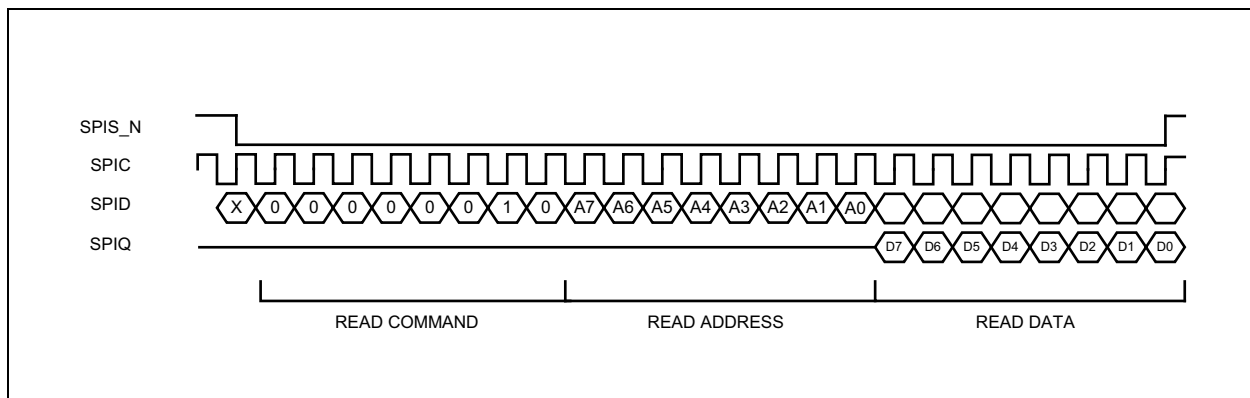 SPIS_N
SPIC
SPID X 0 0 0 0 0 0 1 0 A7 A6 A5 A4 A3 A2 A1 A0
SPIQ D7 D6 D5 D4 D3 D2 D1 D0
READ COMMAND READ ADDRESS READ DATA